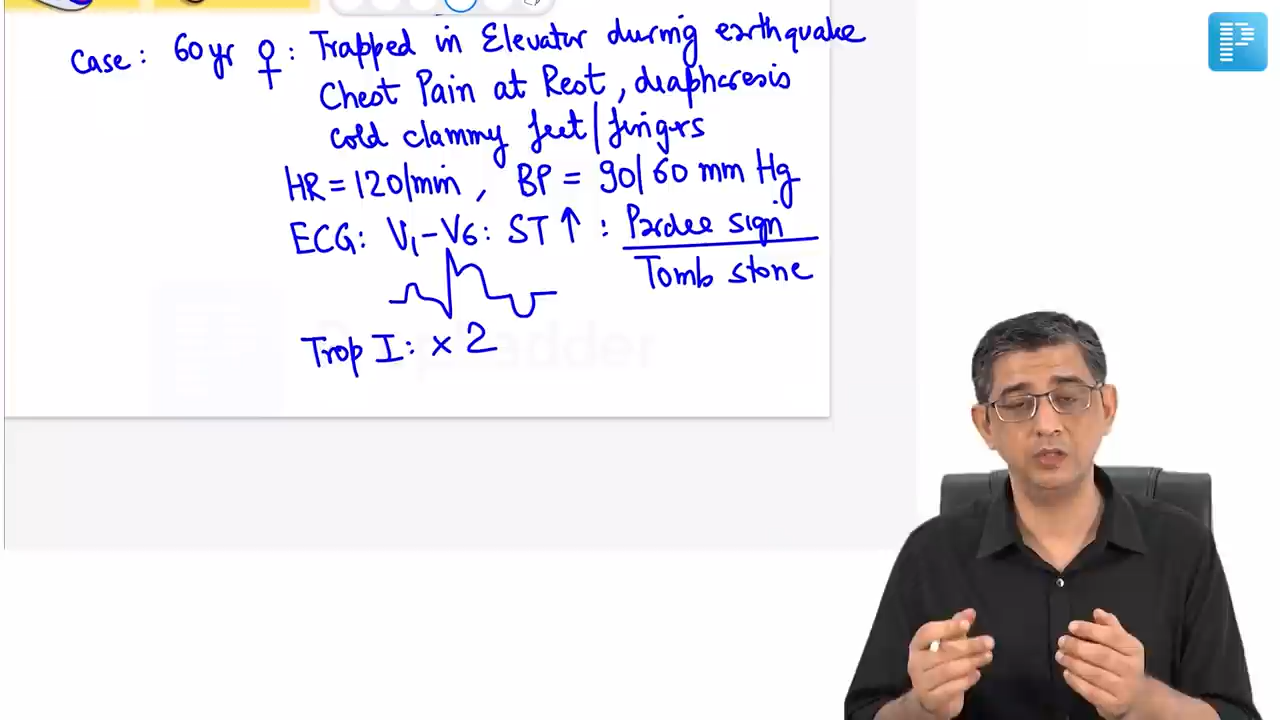 Case: 60 yr ♀: Trapped in Elevator during earthquake
Chest Pain at Rest, diapharesis
cold clammy feet/fingers
HR = 120/min, BP = 90/60 mm Hg
ECG: V1-V6: ST ↑: Pardee sign
Tomb stone
Trop I: x 2